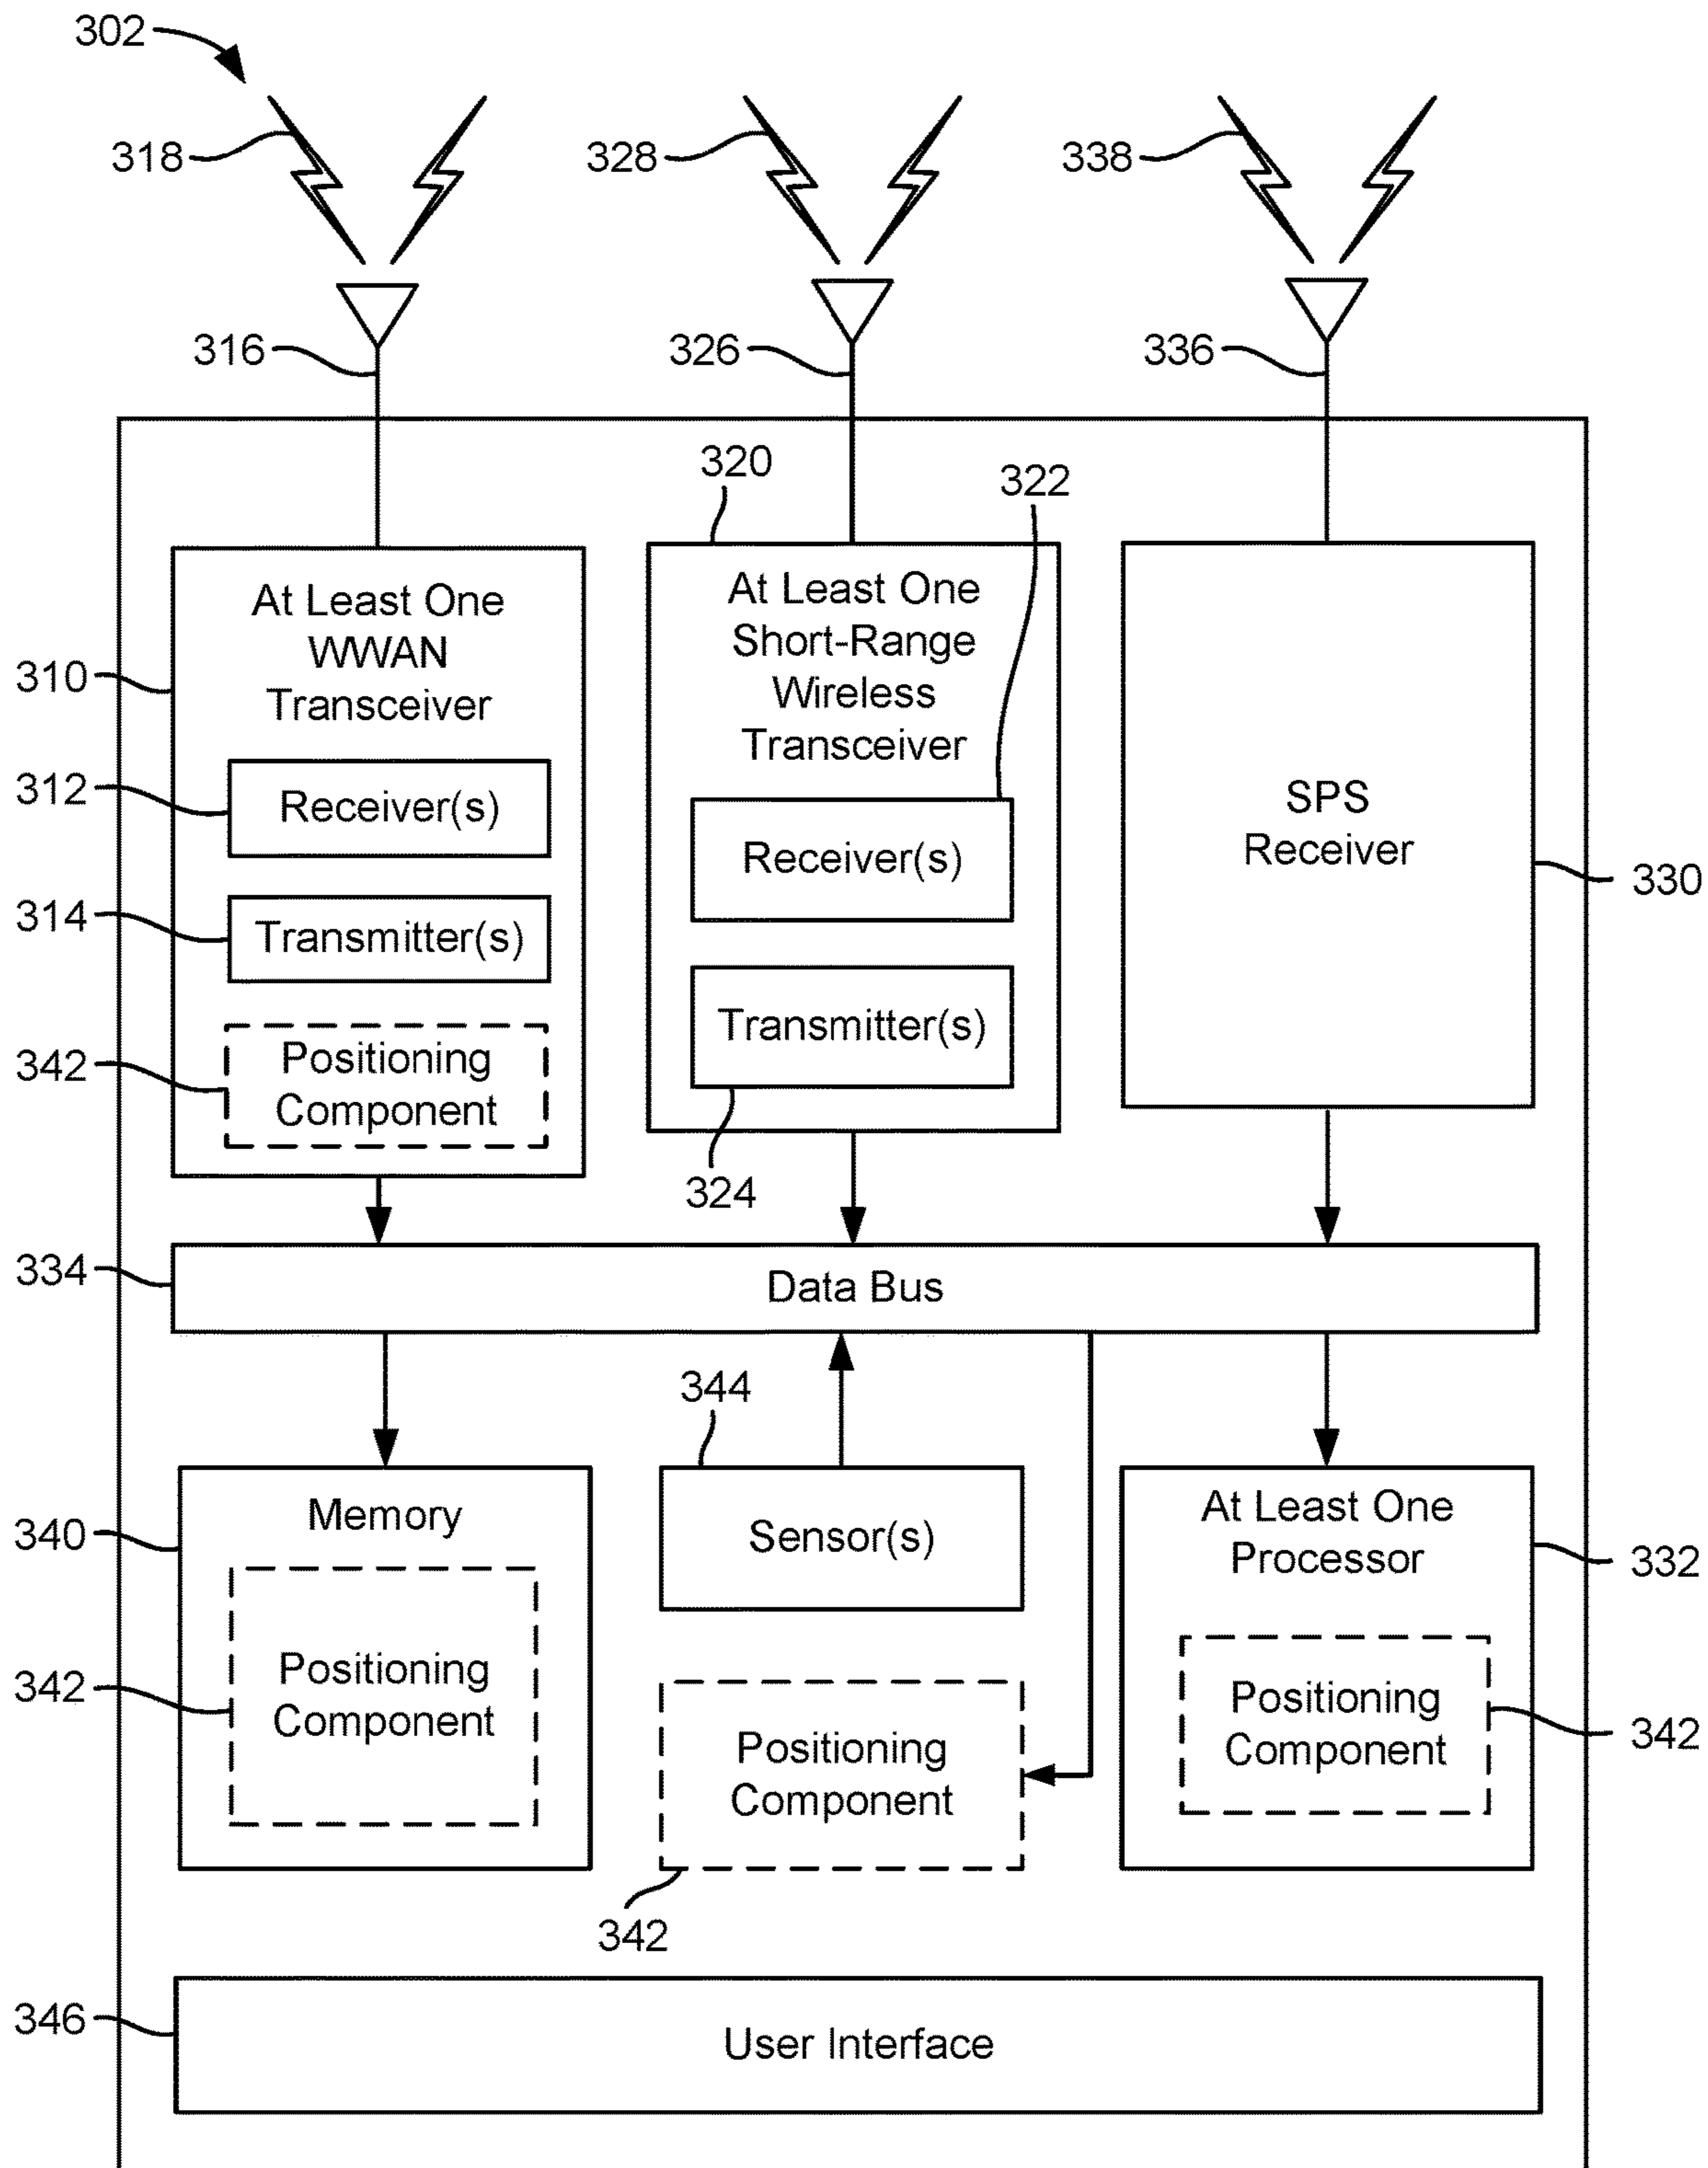 302
318
328
338
316
326
336
320
322
At Least One
WWAN
Transceiver
310
At Least One
Short-Range
Wireless
Transceiver
SPS
Receiver
330
312
Receiver(s)
Receiver(s)
314
Transmitter(s)
Transmitter(s)
342
Positioning
Component
324
334
Data Bus
344
340
Memory
Sensor(s)
At Least One
Processor
332
342
Positioning
Component
Positioning
Component
Positioning
Component
342
342
346
User Interface